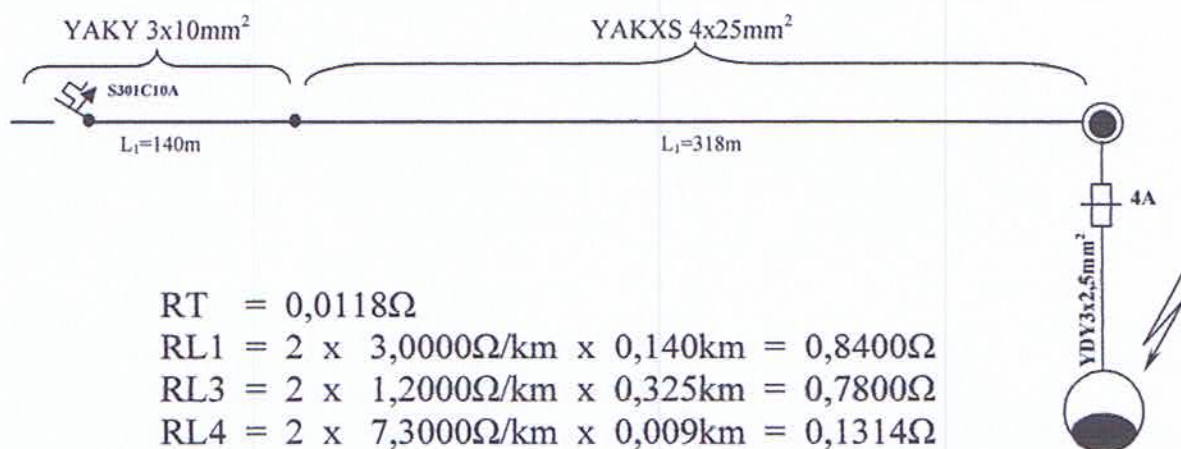 YAKY 3x10mm²
YAKXS 4x25mm²
S301C10A
L₁=140m
L₁=318m
4A
YDY3x2,5mm²
RT = 0,0118Ω
RL1 = 2 x 3,0000Ω/km x 0,140km = 0,8400Ω
RL3 = 2 x 1,2000Ω/km x 0,325km = 0,7800Ω
RL4 = 2 x 7,3000Ω/km x 0,009km = 0,1314Ω